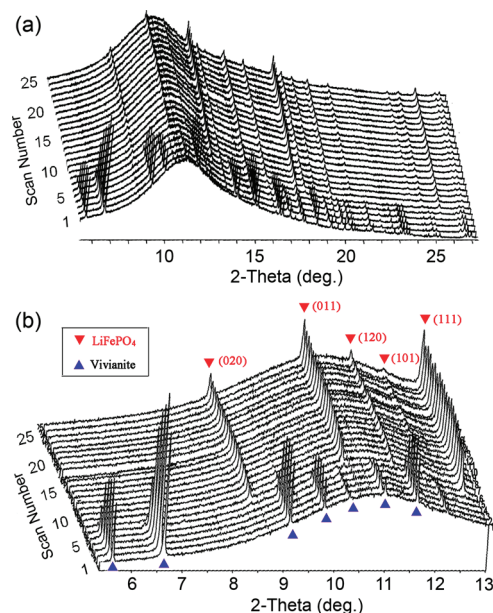 (a)
25
20
15
10
5
1
Scan Number
10 15 20 25
2-Theta (deg.)
(b)
LiFePO₄
Vivianite
(020)
(011)
(120)
(101)
(111)
25
20
15
10
5
1
Scan Number
6 7 8 9 10 11 12 13
2-Theta (deg.)